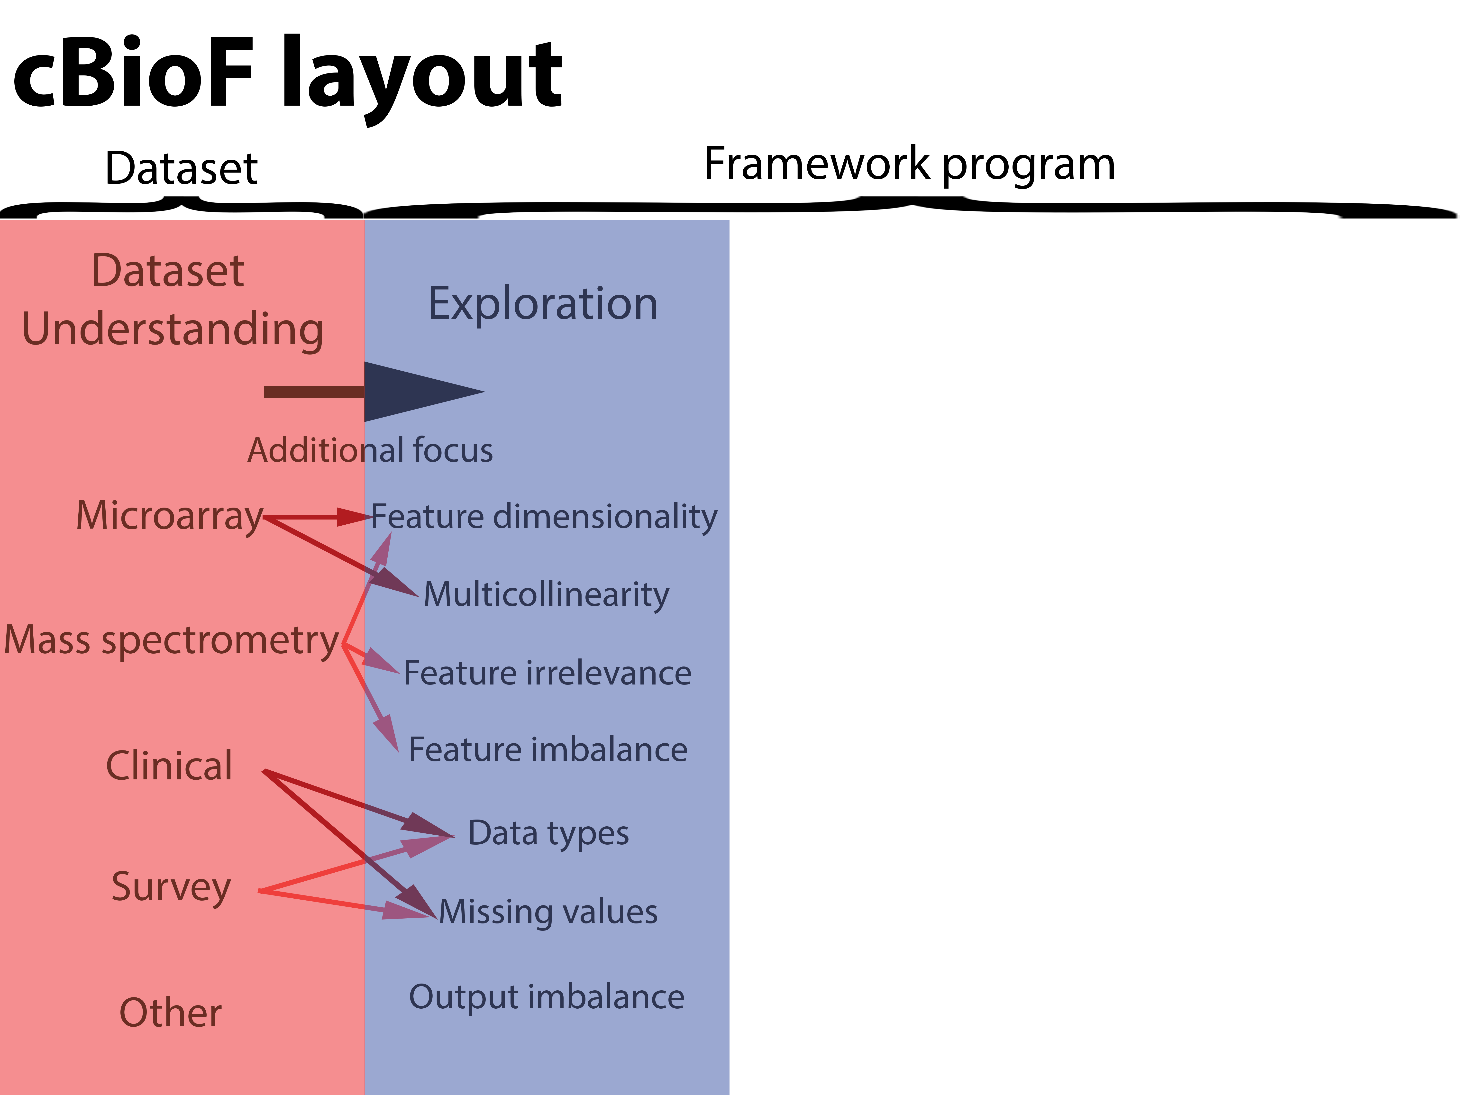 cBioF layout
Dataset
Framework program
Dataset
Understanding
Exploration
Additional focus
Microarray
Feature dimensionality
Multicollinearity
Mass spectrometry
Feature irrelevance
Feature imbalance
Clinical
Data types
Survey
Missing values
Output imbalance
Other